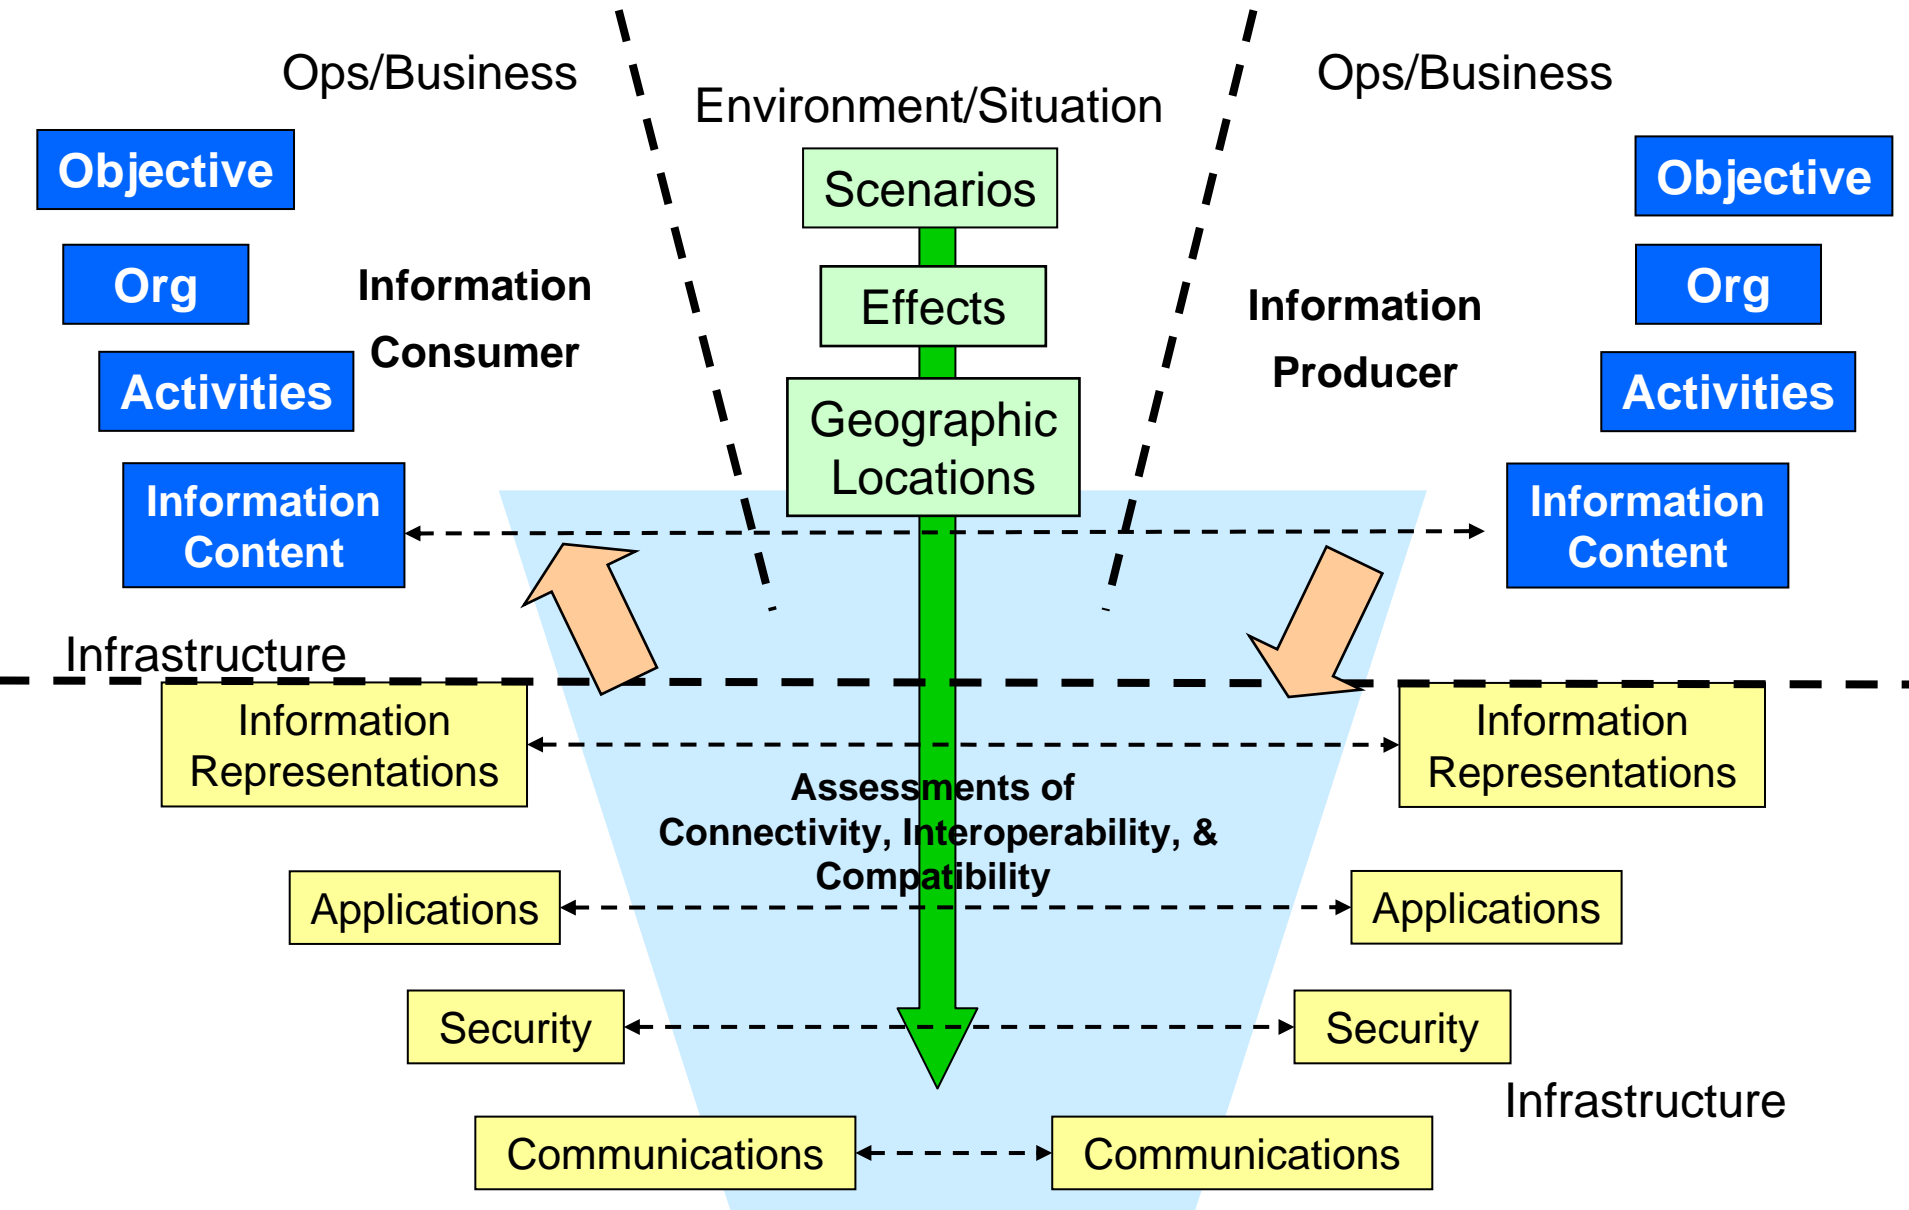 Ops/Business
Environment/Situation
Ops/Business
Objective
Org
Activities
Information
Content
Information
Consumer
Scenarios
Effects
Geographic
Locations
Information
Producer
Objective
Org
Activities
Information
Content
Infrastructure
Information
Representations
Information
Representations
Assessments of
Connectivity, Interoperability, &
Compatibility
Applications
Applications
Security
Security
Infrastructure
Communications
Communications